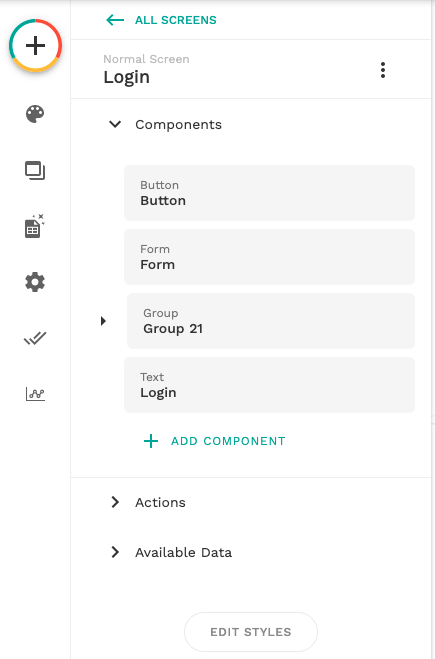 ALL SCREENS
Normal Screen
Login
Components
Button
Button
Form
Form
Group
Group 21
Text
Login
ADD COMPONENT
Actions
Available Data
EDIT STYLES